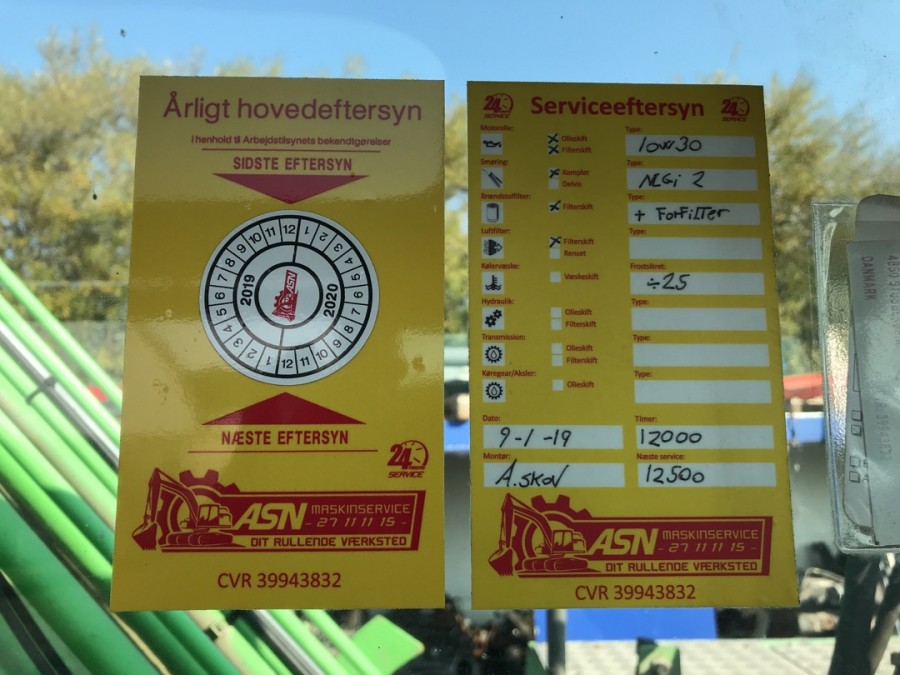 Årligt hovedeftersyn
I henhold til Arbejdstilsynets bekendtgørelser
SIDSTE EFTERSYN
1 2 3 4 5 6 7 8 9 10 11 12
2019
ASN
2020
5 6 7 8 9 10 11 12 1 2 3 4
NÆSTE EFTERSYN
24
SERVICE
ASN MASKINSERVICE
- 27 11 11 15 -
DIT RULLENDE VÆRKSTED
CVR 39943832
24 SERVICE Serviceeftersyn 24 SERVICE
Motorolie: Type:
Olieskift 10W30
Filterskift
Smøring: Type:
Komplet NLGi 2
Delvis
Brændstoffilter: Type:
Filterskift + ForFilTer
Luftfilter: Type:
Filterskift
Renset
Kølervæske: Frostsikret:
Væskeskift ÷25
Hydraulik: Type:
Olieskift
Filterskift
Transmission: Type:
Olieskift
Filterskift
Køregear/Aksler: Type:
Olieskift
Dato: Timer:
9-1-19 12000
Montør: Næste service:
A.skov 12500
ASN MASKINSERVICE
- 27 11 11 15 -
DIT RULLENDE VÆRKSTED
CVR 39943832
DANMARK